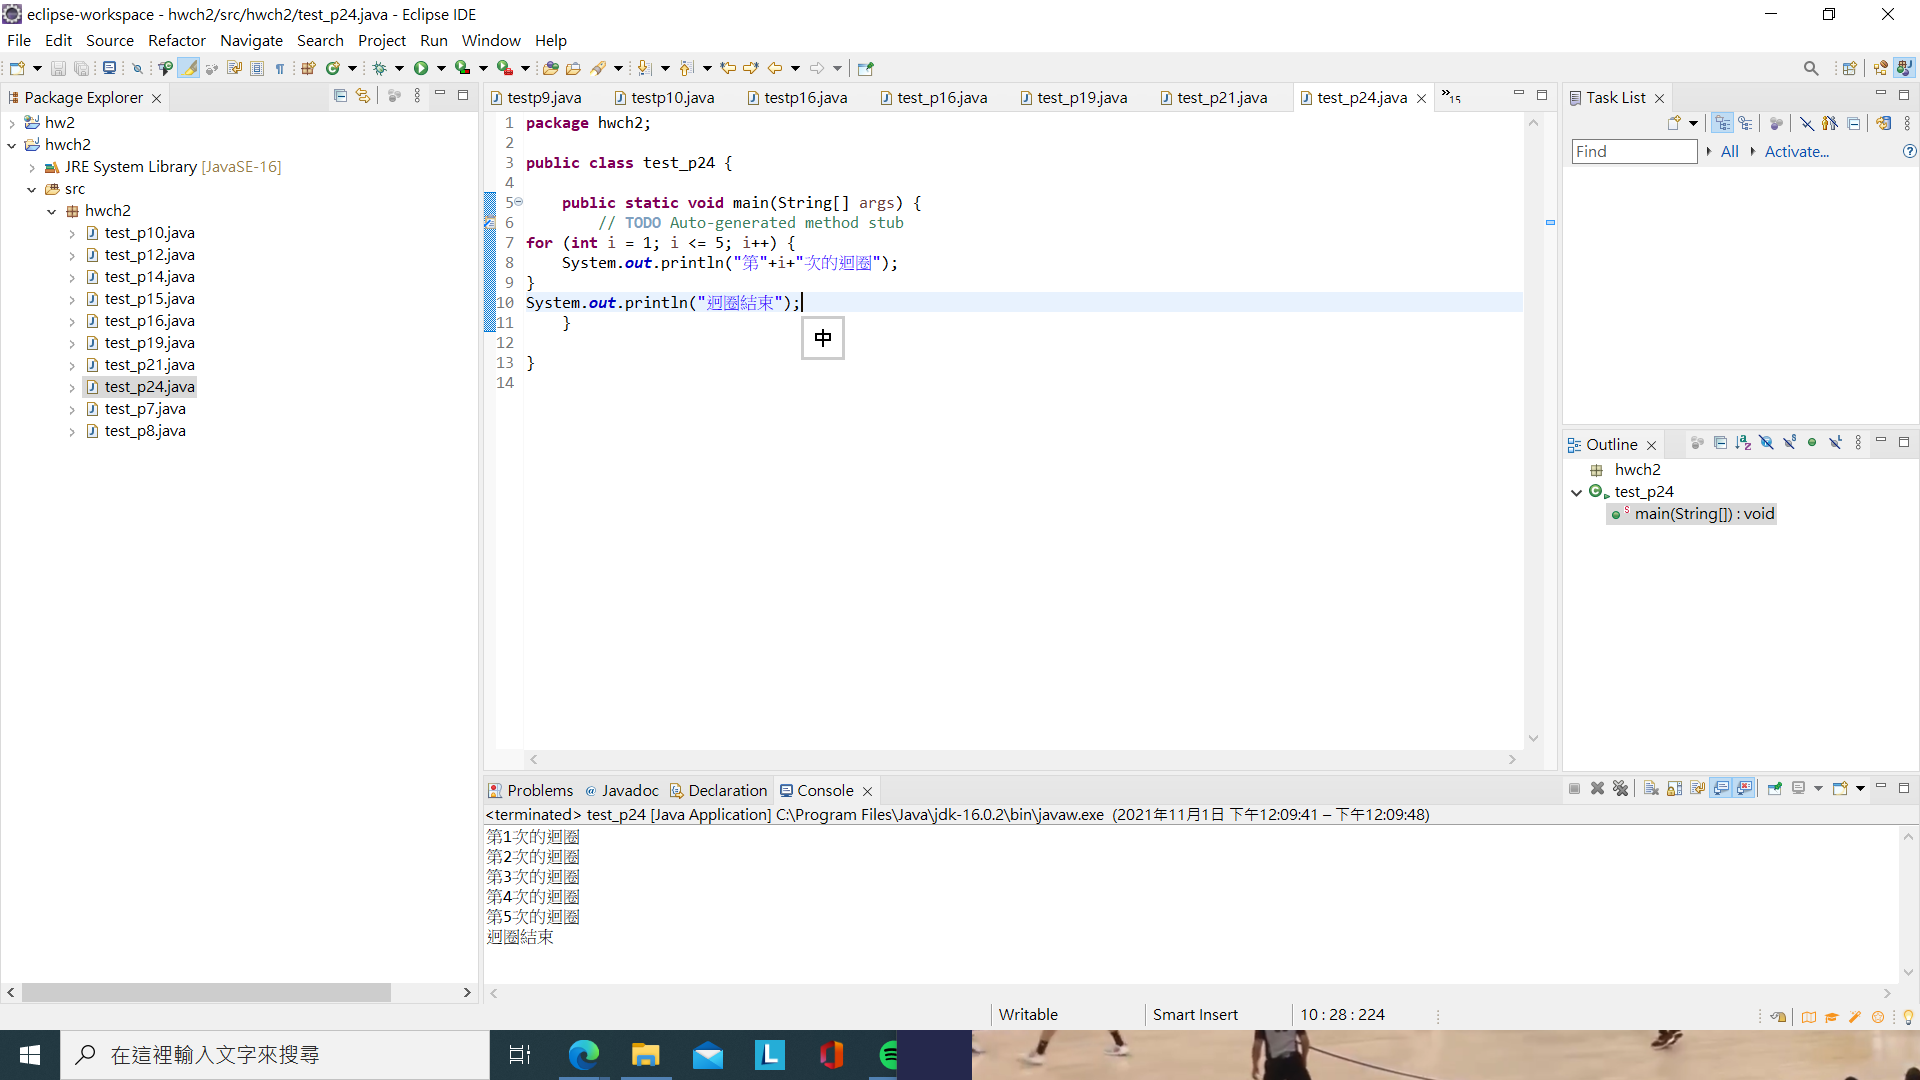 eclipse-workspace - hwch2/src/hwch2/test_p24.java - Eclipse IDE
File Edit Source Refactor Navigate Search Project Run Window Help
Package Explorer
hw2
hwch2
JRE System Library [JavaSE-16]
src
hwch2
test_p10.java
test_p12.java
test_p14.java
test_p15.java
test_p16.java
test_p19.java
test_p21.java
test_p24.java
test_p7.java
test_p8.java
testp9.java testp10.java testp16.java test_p16.java test_p19.java test_p21.java test_p24.java »15
1 package hwch2;
2
3 public class test_p24 {
4
5 public static void main(String[] args) {
6 // TODO Auto-generated method stub
7 for (int i = 1; i <= 5; i++) {
8 System.out.println("第"+i+"次的迴圈");
9 }
10 System.out.println("迴圈結束");
11 }
12
13 }
14
中
Task List
Find All Activate...
Outline
hwch2
test_p24
main(String[]) : void
Problems @ Javadoc Declaration Console
<terminated> test_p24 [Java Application] C:\Program Files\Java\jdk-16.0.2\bin\javaw.exe (2021年11月1日 下午12:09:41 – 下午12:09:48)
第1次的迴圈
第2次的迴圈
第3次的迴圈
第4次的迴圈
第5次的迴圈
迴圈結束
Writable Smart Insert 10 : 28 : 224
在這裡輸入文字來搜尋
L